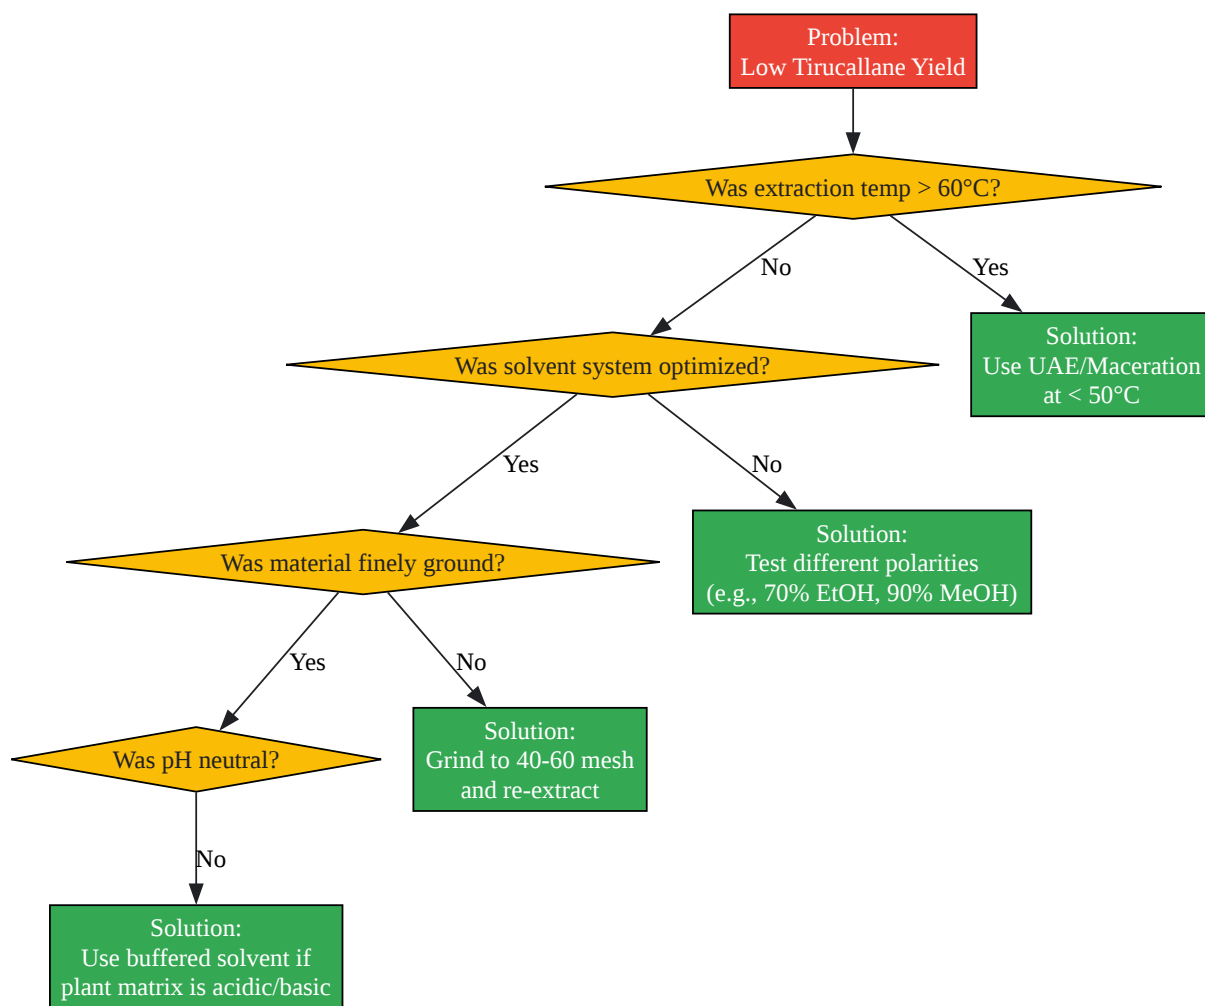 Problem:
Low Tirucallane Yield
Was extraction temp > 60°C?
No
Yes
Was solvent system optimized?
Solution:
Use UAE/Maceration
at < 50°C
Yes
No
Was material finely ground?
Solution:
Test different polarities
(e.g., 70% EtOH, 90% MeOH)
Yes
No
Was pH neutral?
Solution:
Grind to 40-60 mesh
and re-extract
No
Solution:
Use buffered solvent if
plant matrix is acidic/basic